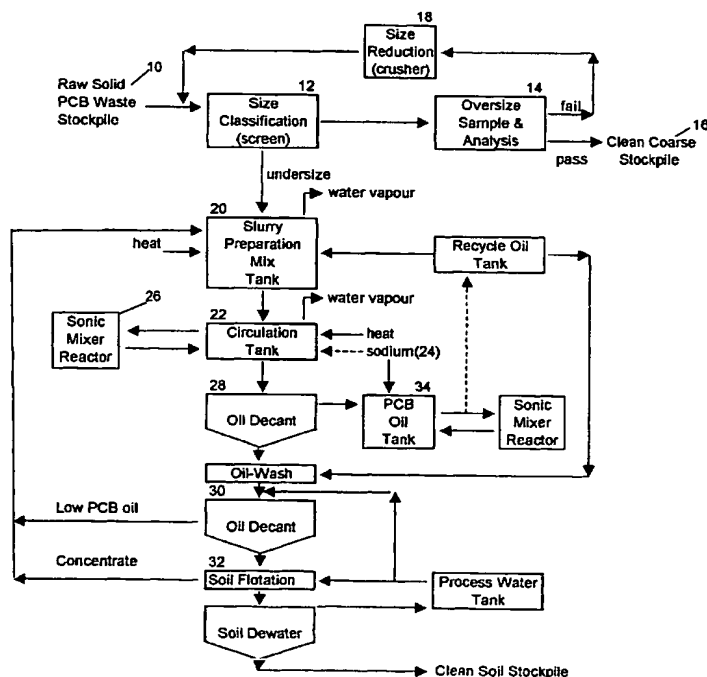 18
Size
Reduction
(crusher)
10
Raw Solid
PCB Waste
Stockpile
12
Size
Classification
(screen)
14
Oversize
Sample &
Analysis
fail
16
Clean Coarse
Stockpile
pass
undersize
water vapour
20
Slurry
Preparation
Mix
Tank
heat
Recycle Oil
Tank
26
Sonic
Mixer
Reactor
22
Circulation
Tank
water vapour
heat
sodium(24)
28
Oil Decant
34
PCB
Oil
Tank
Sonic
Mixer
Reactor
Oil-Wash
30
Oil Decant
Low PCB oil
Concentrate
32
Soil Flotation
Process Water
Tank
Soil Dewater
Clean Soil Stockpile